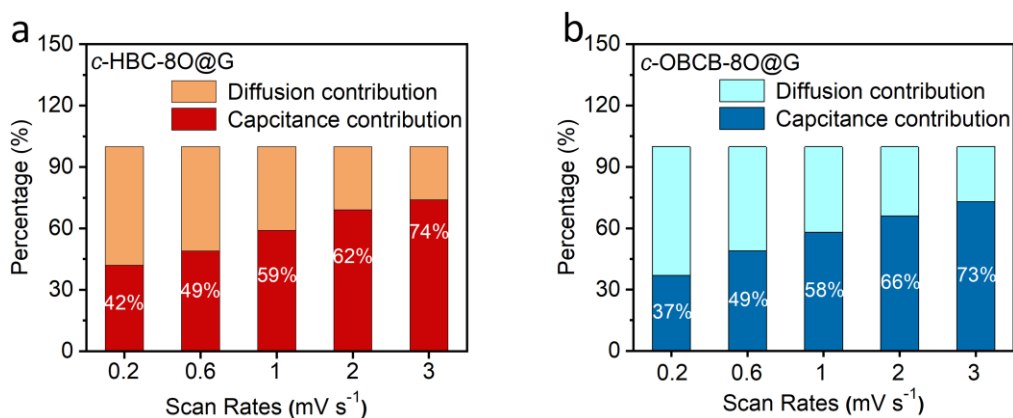 a
c-HBC-8O@G
Diffusion contribution
Capcitance contribution
150
120
90
60
30
0
Percentage (%)
42%
49%
59%
62%
74%
0.2 0.6 1 2 3
Scan Rates (mV s⁻¹)
b
c-OBCB-8O@G
Diffusion contribution
Capcitance contribution
150
120
90
60
30
0
Percentage (%)
37%
49%
58%
66%
73%
0.2 0.6 1 2 3
Scan Rates (mV s⁻¹)